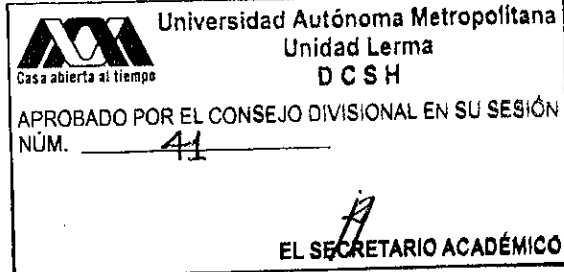 Universidad Autónoma Metropolitana
Unidad Lerma
Casa abierta al tiempo
D C S H
APROBADO POR EL CONSEJO DIVISIONAL EN SU SESIÓN
NÚM. 41
EL SECRETARIO ACADÉMICO